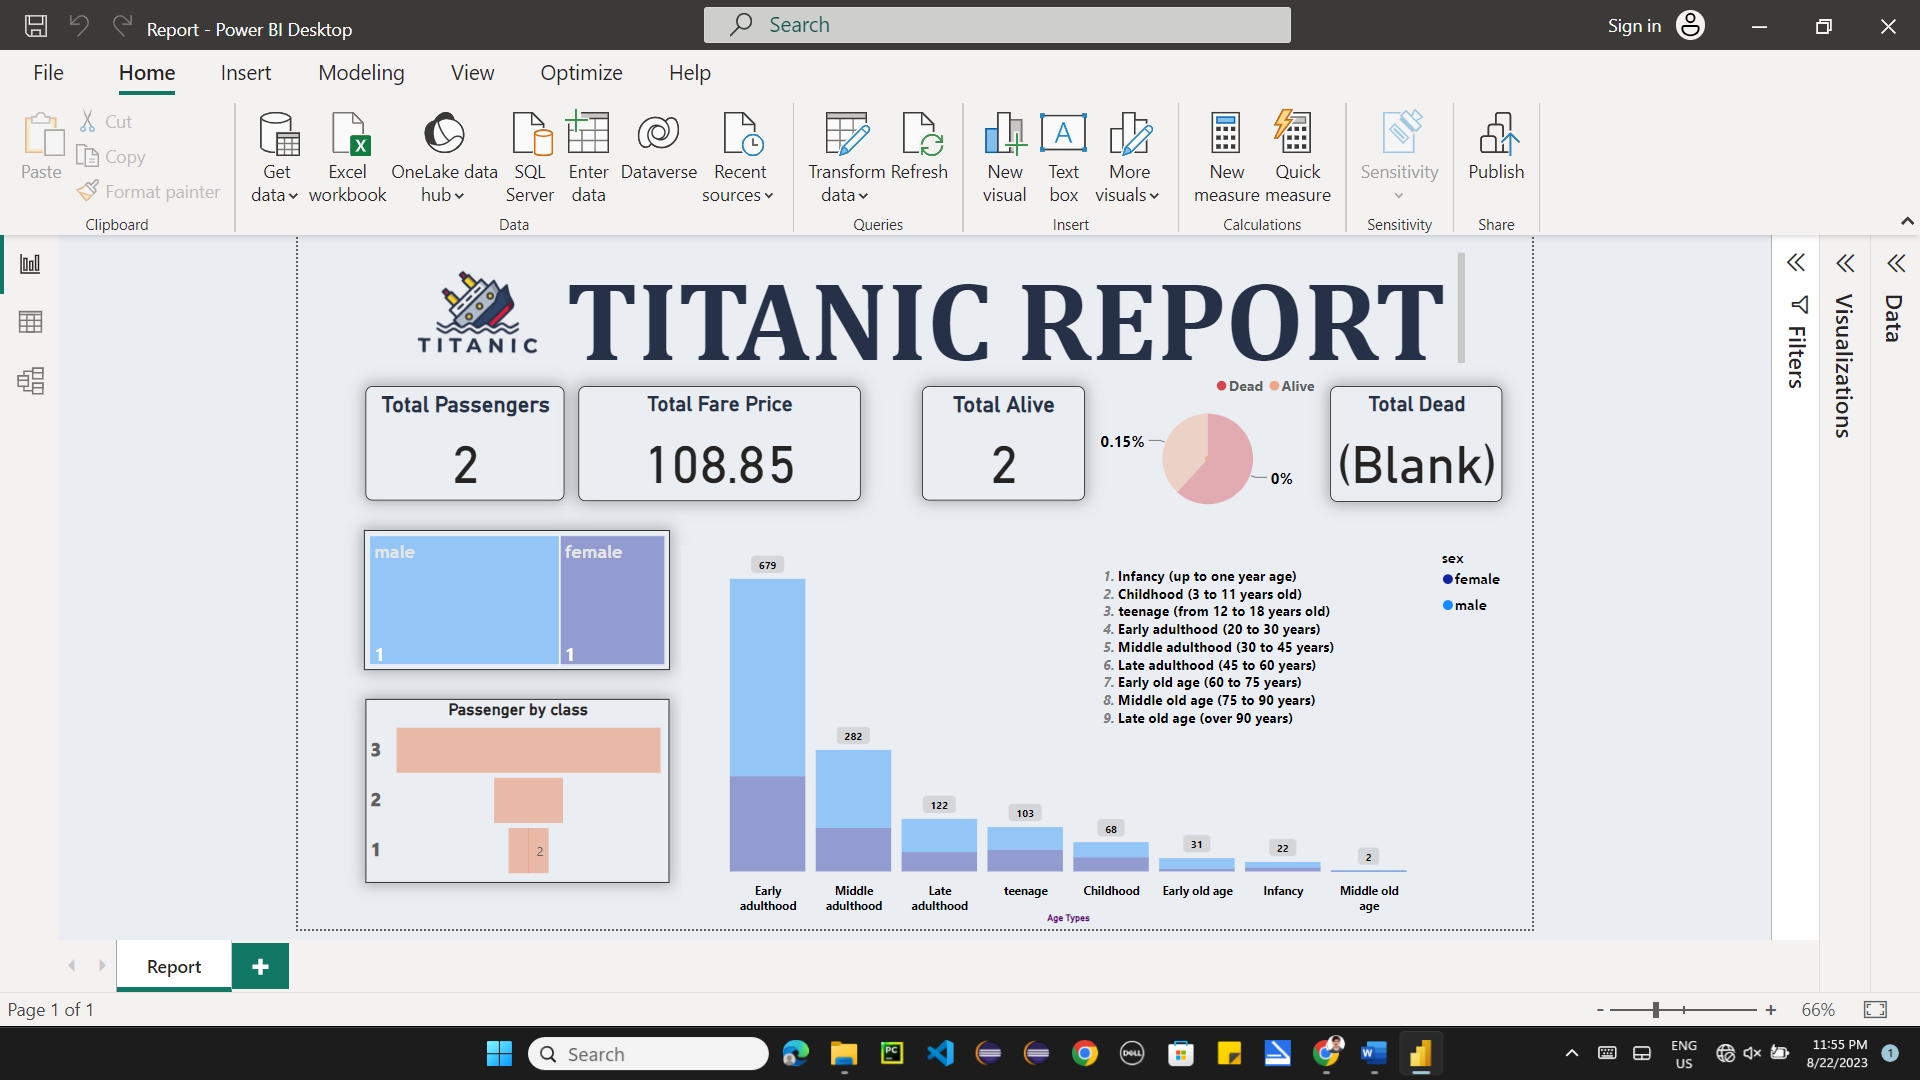 Report - Power BI Desktop
Search
Sign in
File Home Insert Modeling View Optimize Help
Paste
Cut
Copy
Format painter
Clipboard
Get data
Excel workbook
OneLake data hub
SQL Server
Enter data
Dataverse
Recent sources
Data
Transform data
Refresh
Queries
New visual
Text box
More visuals
Insert
New measure
Quick measure
Calculations
Sensitivity
Sensitivity
Publish
Share
TITANIC
TITANIC REPORT
Total Passengers
2
Total Fare Price
108.85
Total Alive
2
Dead Alive
0.15%
0%
Total Dead
(Blank)
male
1
female
1
Passenger by class
3
2
1
2
679
282
122
103
68
31
22
2
Early adulthood
Middle adulthood
Late adulthood
teenage
Childhood
Early old age
Infancy
Middle old age
Age Types
1. Infancy (up to one year age)
2. Childhood (3 to 11 years old)
3. teenage (from 12 to 18 years old)
4. Early adulthood (20 to 30 years)
5. Middle adulthood (30 to 45 years)
6. Late adulthood (45 to 60 years)
7. Early old age (60 to 75 years)
8. Middle old age (75 to 90 years)
9. Late old age (over 90 years)
sex
female
male
Filters
Visualizations
Data
Report
Page 1 of 1
- + 66%
Search
PC
DELL
ENG
US
11:55 PM
8/22/2023
1